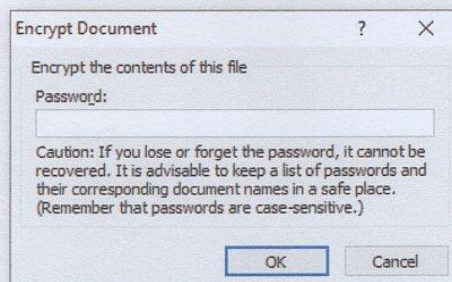 Encrypt Document ? ×
Encrypt the contents of this file
Password:
Caution: If you lose or forget the password, it cannot be
recovered. It is advisable to keep a list of passwords and
their corresponding document names in a safe place.
(Remember that passwords are case-sensitive.)
OK Cancel